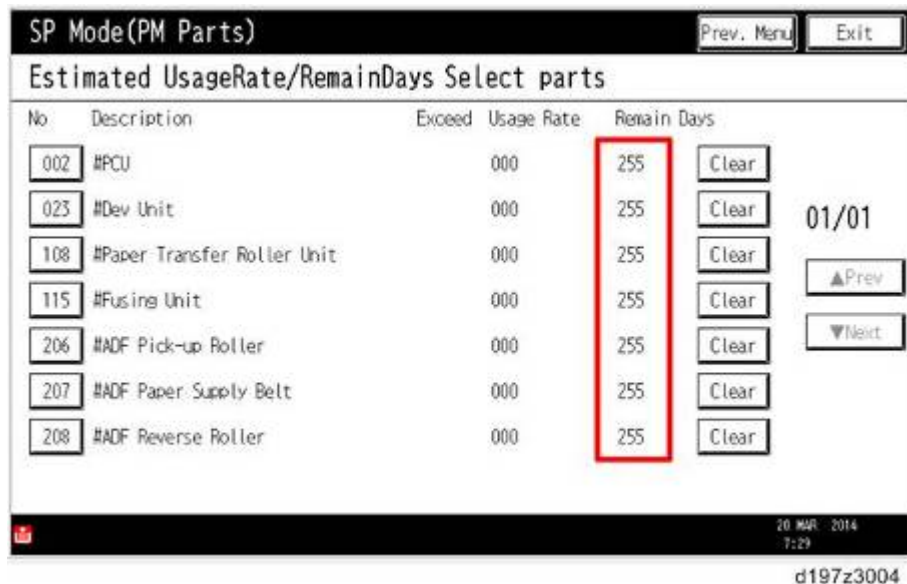 SP Mode(PM Parts) Prev. Menu Exit
Estimated UsageRate/RemainDays Select parts
No Description Exceed Usage Rate Remain Days
002 #PCU 000 255 Clear
023 #Dev Unit 000 255 Clear
108 #Paper Transfer Roller Unit 000 255 Clear
115 #Fusing Unit 000 255 Clear
206 #ADF Pick-up Roller 000 255 Clear
207 #ADF Paper Supply Belt 000 255 Clear
208 #ADF Reverse Roller 000 255 Clear
01/01
▲Prev
▼Next
20 MAR 2014
7:29
d197z3004